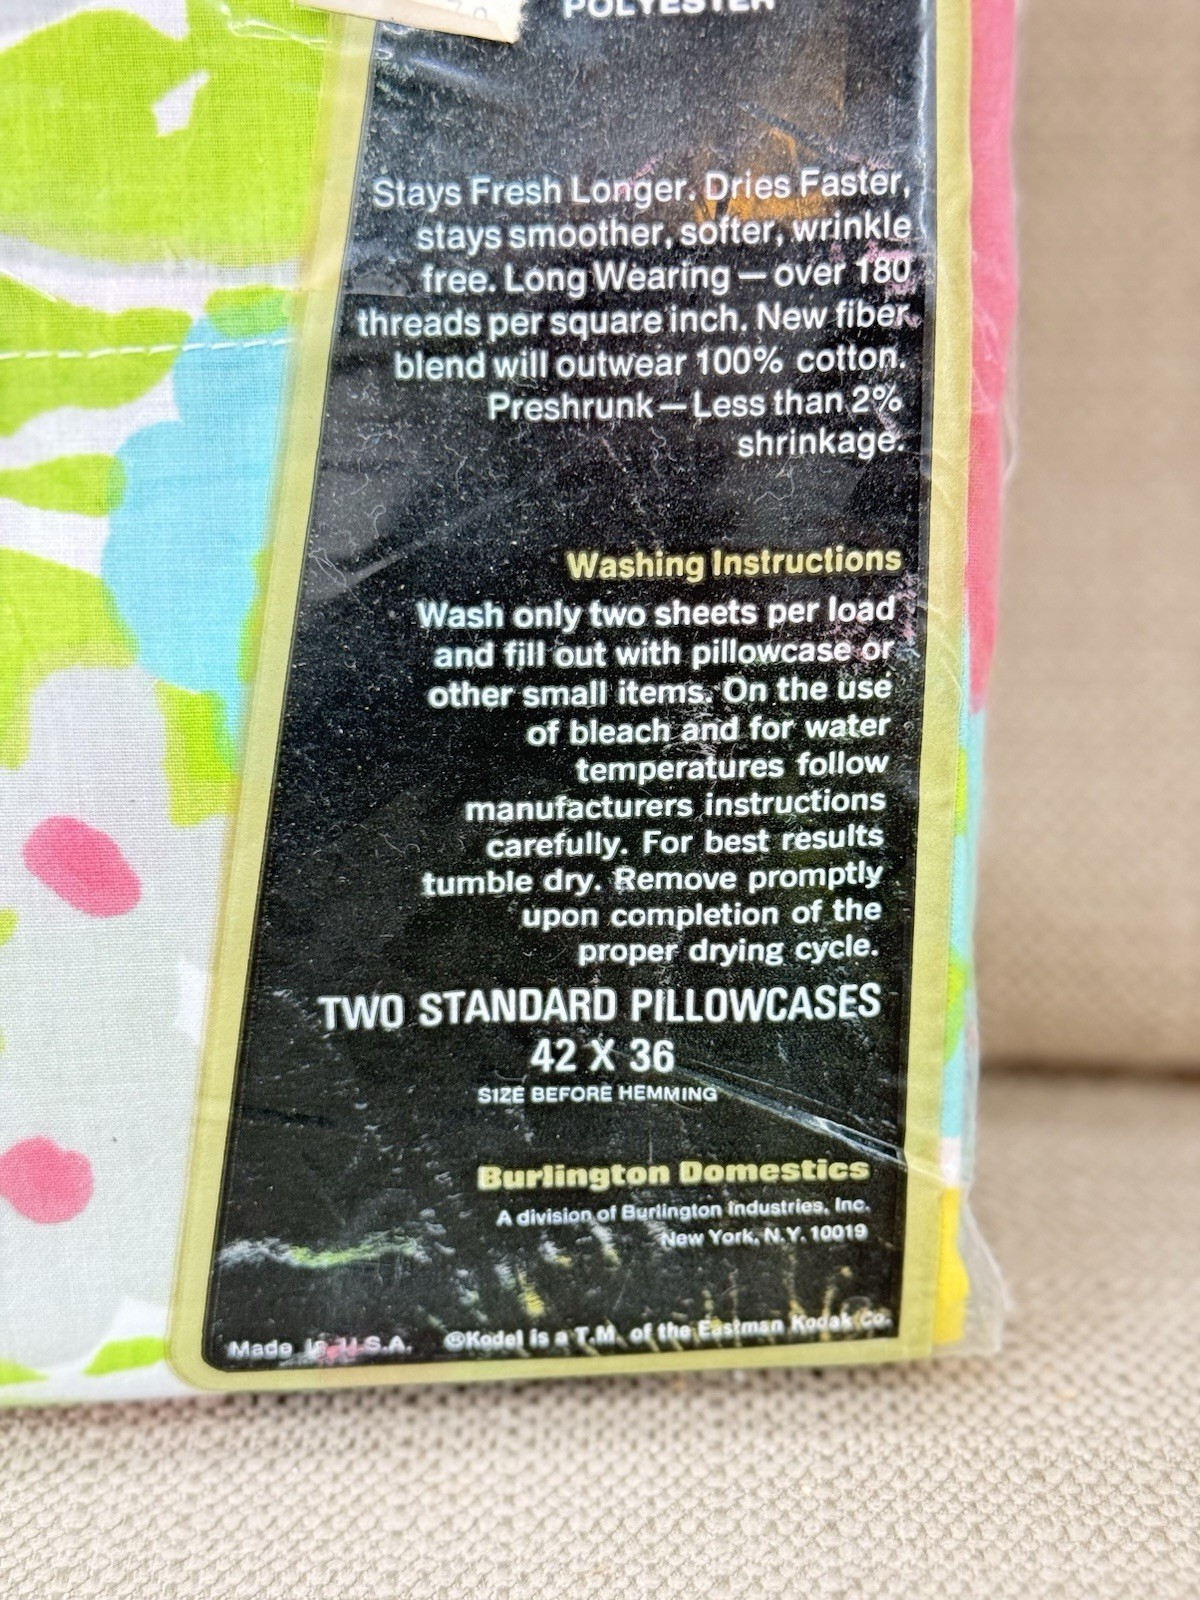 POLYESTER
Stays Fresh Longer. Dries Faster,
stays smoother, softer, wrinkle
free. Long Wearing — over 180
threads per square inch. New fiber
blend will outwear 100% cotton.
Preshrunk — Less than 2%
shrinkage.
Washing Instructions
Wash only two sheets per load
and fill out with pillowcase or
other small items. On the use
of bleach and for water
temperatures follow
manufacturers instructions
carefully. For best results
tumble dry. Remove promptly
upon completion of the
proper drying cycle.
TWO STANDARD PILLOWCASES
42 X 36
SIZE BEFORE HEMMING
Burlington Domestics
A division of Burlington Industries, Inc.
New York, N.Y. 10019
Made in U.S.A. ®Kodel is a T.M. of the Eastman Kodak Co.